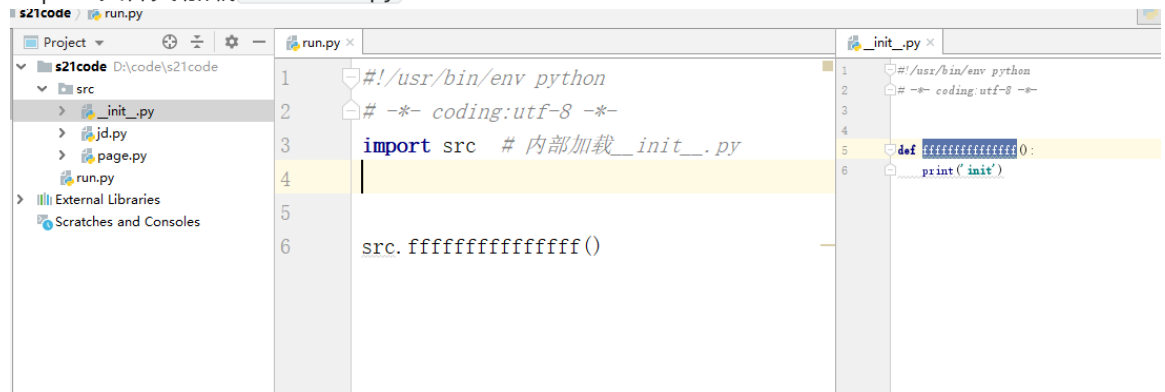 s21code 〉 run.py
Project
run.py ×
__init__.py ×
s21code D:\code\s21code
src
__init__.py
jd.py
page.py
run.py
External Libraries
Scratches and Consoles
1 #!/usr/bin/env python
2 # -*- coding:utf-8 -*-
3 import src # 内部加载__init__.py
4
5
6 src.fffffffffffffff()
1 #!/usr/bin/env python
2 # -*- coding:utf-8 -*-
3
4
5 def fffffffffffffff():
6 print('init')